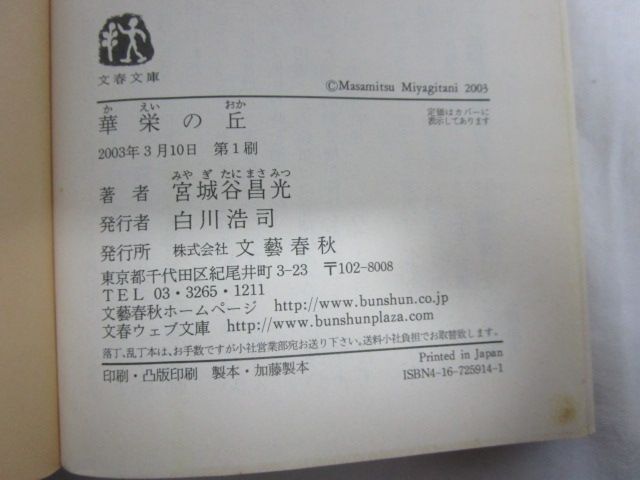 文春文庫
©Masamitsu Miyagitani 2003
か えい おか
華栄の丘
定価はカバーに
表示してあります
2003年3月10日 第1刷
みや ぎ たに まさ みつ
著者 宮城谷昌光
発行者 白川浩司
発行所 株式会社 文藝春秋
東京都千代田区紀尾井町3-23 〒102-8008
TEL 03・3265・1211
文藝春秋ホームページ http://www.bunshun.co.jp
文春ウェブ文庫 http://www.bunshunplaza.com
落丁、乱丁本は、お手数ですが小社営業部宛お送り下さい。送料小社負担でお取替致します。
印刷・凸版印刷 製本・加藤製本
Printed in Japan
ISBN4-16-725914-1